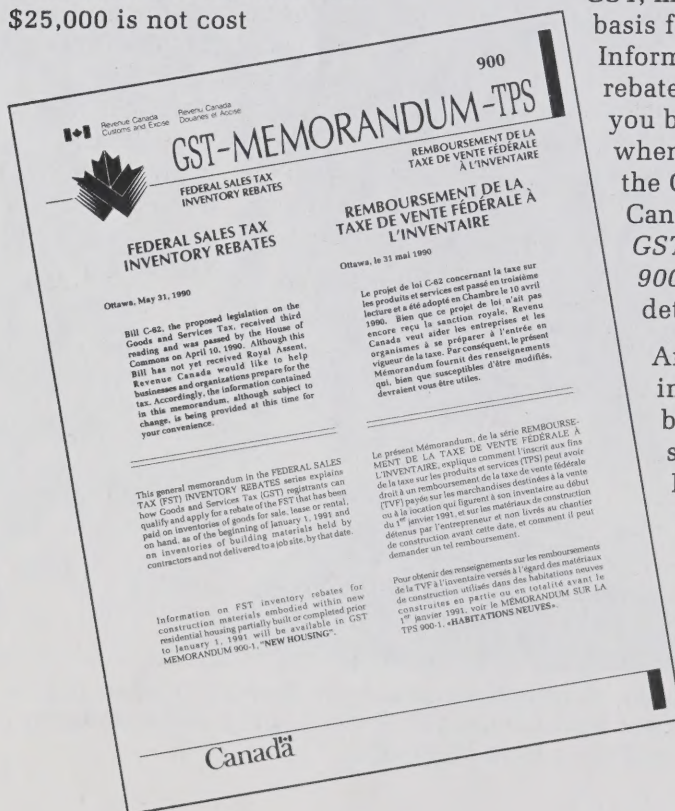 $25,000 is not cost
basis f
Inform
rebate
you b
when
the C
Can
GST
900
det
in
b
s
900
Revenue Canada
Customs and Excise
Revenu Canada
Douanes et Accise
GST-MEMORANDUM-TPS
FEDERAL SALES TAX
INVENTORY REBATES
REMBOURSEMENT DE LA
TAXE DE VENTE FÉDÉRALE
À L'INVENTAIRE
FEDERAL SALES TAX
INVENTORY REBATES
Ottawa, May 31, 1990
Bill C-62, the proposed legislation on the
Goods and Services Tax, received third
reading and was passed by the House of
Commons on April 10, 1990. Although this
Bill has not yet received Royal Assent,
Revenue Canada would like to help
businesses and organizations prepare for the
tax. Accordingly, the information contained
in this memorandum, although subject to
change, is being provided at this time for
your convenience.
This general memorandum in the FEDERAL SALES
TAX (FST) INVENTORY REBATES series explains
how Goods and Services Tax (GST) registrants can
qualify and apply for a rebate of the FST that has been
paid on inventories of goods for sale, lease or rental,
on hand, as of the beginning of January 1, 1991 and
on inventories of building materials held by
contractors and not delivered to a job site, by that date.
Information on FST inventory rebates for
construction materials embodied within new
residential housing partially built or completed prior
to January 1, 1991 will be available in GST
MEMORANDUM 900-1, "NEW HOUSING".
REMBOURSEMENT DE LA
TAXE DE VENTE FÉDÉRALE À
L'INVENTAIRE
Ottawa, le 31 mai 1990
Le projet de loi C-62 concernant la taxe sur
les produits et services est passé en troisième
lecture et a été adopté en Chambre le 10 avril
1990. Bien que ce projet de loi n'ait pas
encore reçu la sanction royale, Revenu
Canada veut aider les entreprises et les
organismes à se préparer à l'entrée en
vigueur de la taxe. Par conséquent, le présent
Mémorandum fournit des renseignements
qui, bien que susceptibles d'être modifiés,
devraient vous être utiles.
Le présent Mémorandum, de la série REMBOURSE-
MENT DE LA TAXE DE VENTE FÉDÉRALE À
L'INVENTAIRE, explique comment l'inscrit aux fins
de la taxe sur les produits et services (TPS) peut avoir
droit à un remboursement de la taxe de vente fédérale
(TVF) payée sur les marchandises destinées à la vente
ou à la location qui figurent à son inventaire au début
du 1er janvier 1991, et sur les matériaux de construction
détenus par l'entrepreneur et non livrés au chantier
de construction avant cette date, et comment il peut
demander un tel remboursement.
Pour obtenir des renseignements sur les remboursements
de la TVF à l'inventaire versés à l'égard des matériaux
de construction utilisés dans des habitations neuves
construites en partie ou en totalité avant le
1er janvier 1991, voir le MÉMORANDUM SUR LA
TPS 900-1, «HABITATIONS NEUVES».
Canada